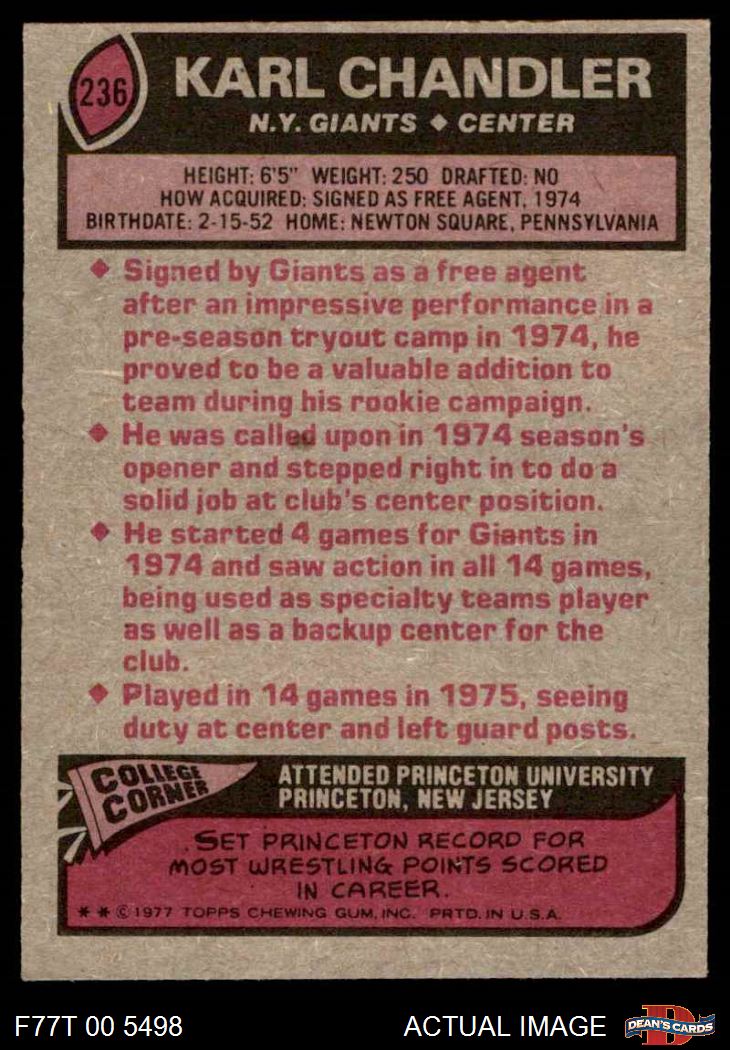 236
KARL CHANDLER
N.Y. GIANTS ◆ CENTER
HEIGHT: 6'5" WEIGHT: 250 DRAFTED: NO
HOW ACQUIRED: SIGNED AS FREE AGENT, 1974
BIRTHDATE: 2-15-52 HOME: NEWTON SQUARE, PENNSYLVANIA
◆ Signed by Giants as a free agent
after an impressive performance in a
pre-season tryout camp in 1974, he
proved to be a valuable addition to
team during his rookie campaign.
◆ He was called upon in 1974 season's
opener and stepped right in to do a
solid job at club's center position.
◆ He started 4 games for Giants in
1974 and saw action in all 14 games,
being used as specialty teams player
as well as a backup center for the
club.
◆ Played in 14 games in 1975, seeing
duty at center and left guard posts.
COLLEGE
CORNER
ATTENDED PRINCETON UNIVERSITY
PRINCETON, NEW JERSEY
SET PRINCETON RECORD FOR
MOST WRESTLING POINTS SCORED
IN CAREER.
* * © 1977 TOPPS CHEWING GUM, INC. PRTD. IN U.S.A.
F77T 00 5498
ACTUAL IMAGE
D
DEAN'S CARDS